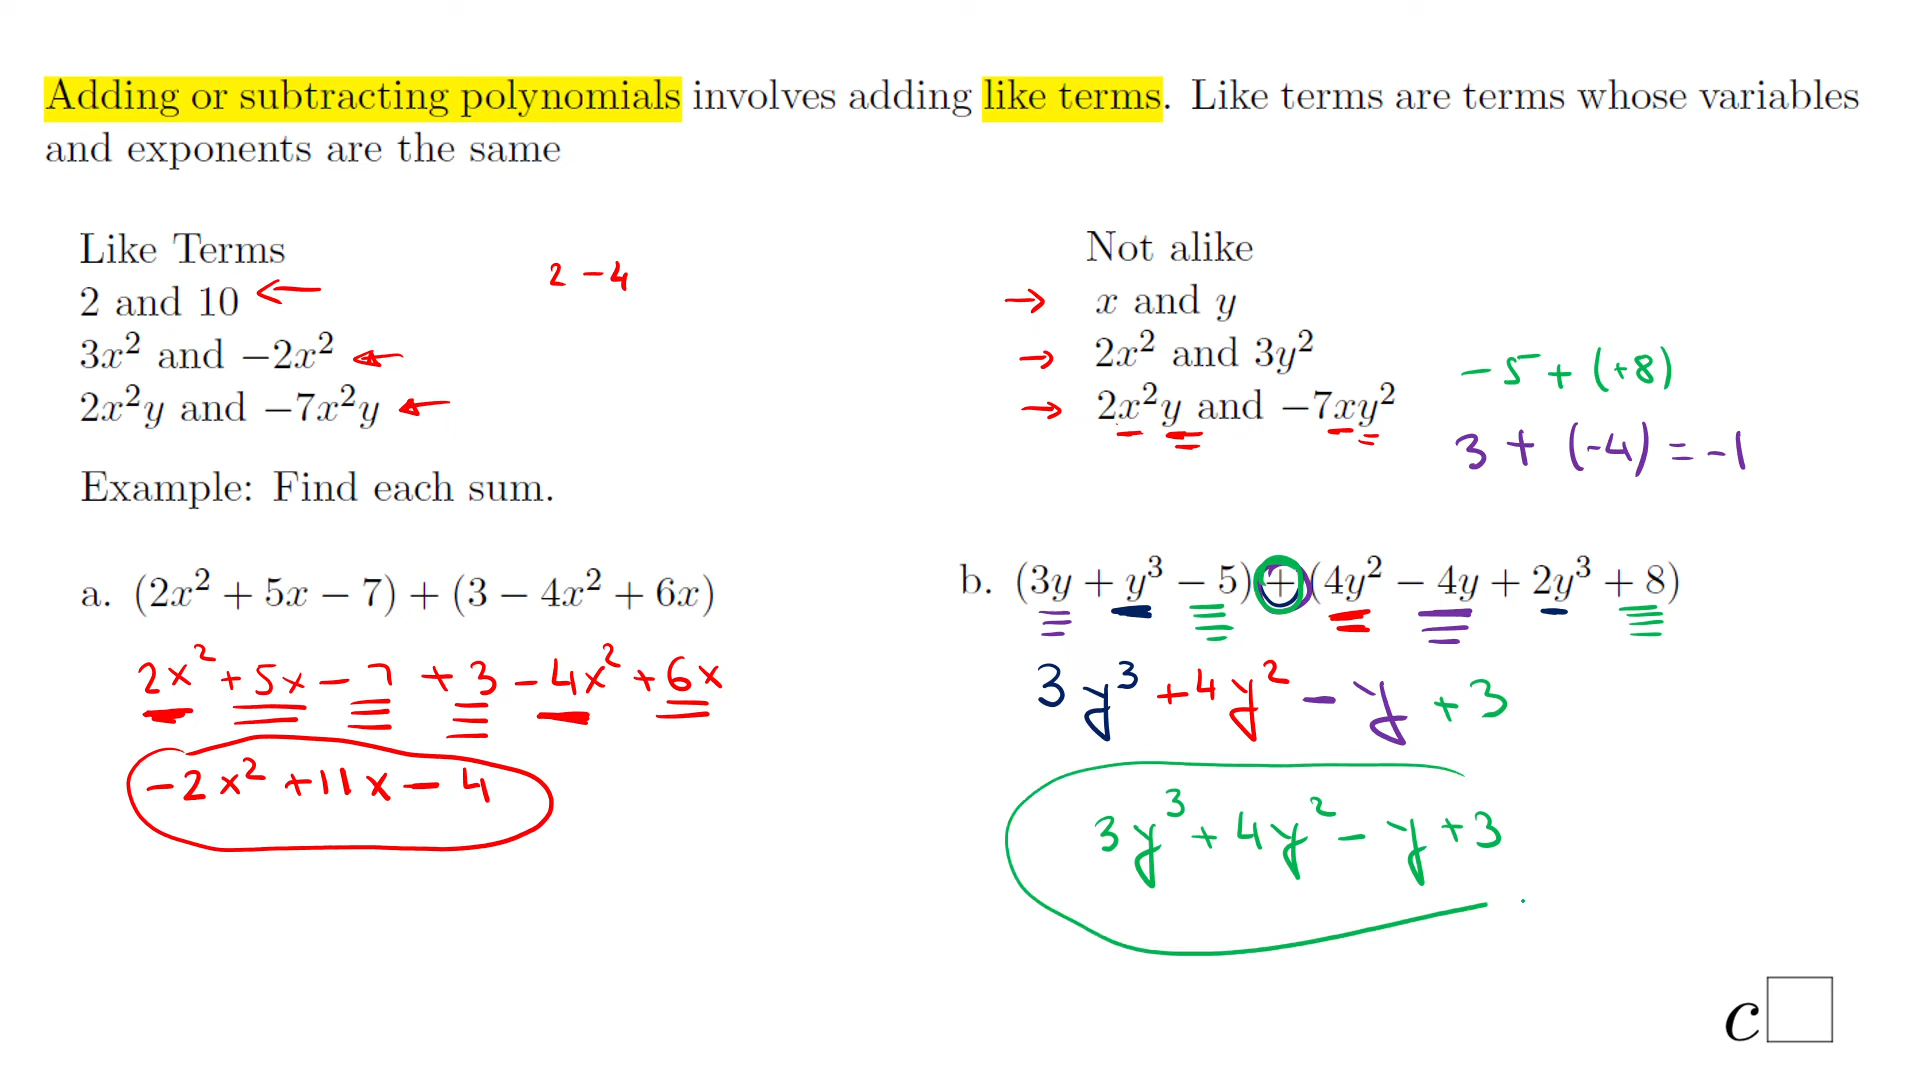 Adding or subtracting polynomials involves adding like terms. Like terms are terms whose variables
and exponents are the same
Like Terms
2 and 10 ←
3x² and −2x² ←
2x²y and −7x²y ←
2 − 4
Not alike
→ x and y
→ 2x² and 3y²
→ 2x²y and −7xy²
−5 + (+8)
3 + (−4) = −1
Example: Find each sum.
a. (2x² + 5x − 7) + (3 − 4x² + 6x)
2x² + 5x − 7 + 3 − 4x² + 6x
−2x² + 11x − 4
b. (3y + y³ − 5) + (4y² − 4y + 2y³ + 8)
3y³ + 4y² − y + 3
3y³ + 4y² − y + 3
c